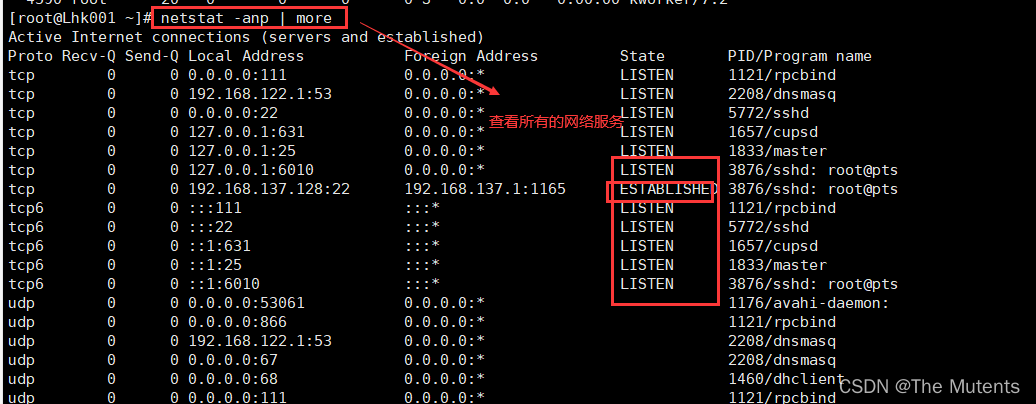 [root@Lhk001 ~]# netstat -anp | more
Active Internet connections (servers and established)
Proto Recv-Q Send-Q Local Address Foreign Address State PID/Program name
tcp 0 0 0.0.0.0:111 0.0.0.0:* LISTEN 1121/rpcbind
tcp 0 0 192.168.122.1:53 0.0.0.0:* LISTEN 2208/dnsmasq
tcp 0 0 0.0.0.0:22 0.0.0.0:* LISTEN 5772/sshd
查看所有的网络服务
tcp 0 0 127.0.0.1:631 0.0.0.0:* LISTEN 1657/cupsd
tcp 0 0 127.0.0.1:25 0.0.0.0:* LISTEN 1833/master
tcp 0 0 127.0.0.1:6010 0.0.0.0:* LISTEN 3876/sshd: root@pts
tcp 0 0 192.168.137.128:22 192.168.137.1:1165 ESTABLISHED 3876/sshd: root@pts
tcp6 0 0 :::111 :::* LISTEN 1121/rpcbind
tcp6 0 0 :::22 :::* LISTEN 5772/sshd
tcp6 0 0 ::1:631 :::* LISTEN 1657/cupsd
tcp6 0 0 ::1:25 :::* LISTEN 1833/master
tcp6 0 0 ::1:6010 :::* LISTEN 3876/sshd: root@pts
udp 0 0 0.0.0.0:53061 0.0.0.0:* 1176/avahi-daemon:
udp 0 0 0.0.0.0:866 0.0.0.0:* 1121/rpcbind
udp 0 0 192.168.122.1:53 0.0.0.0:* 2208/dnsmasq
udp 0 0 0.0.0.0:67 0.0.0.0:* 2208/dnsmasq
udp 0 0 0.0.0.0:68 0.0.0.0:* 1460/dhclient
udp 0 0 0.0.0.0:111 0.0.0.0:* 1121/rpcbind
CSDN @The Mutents